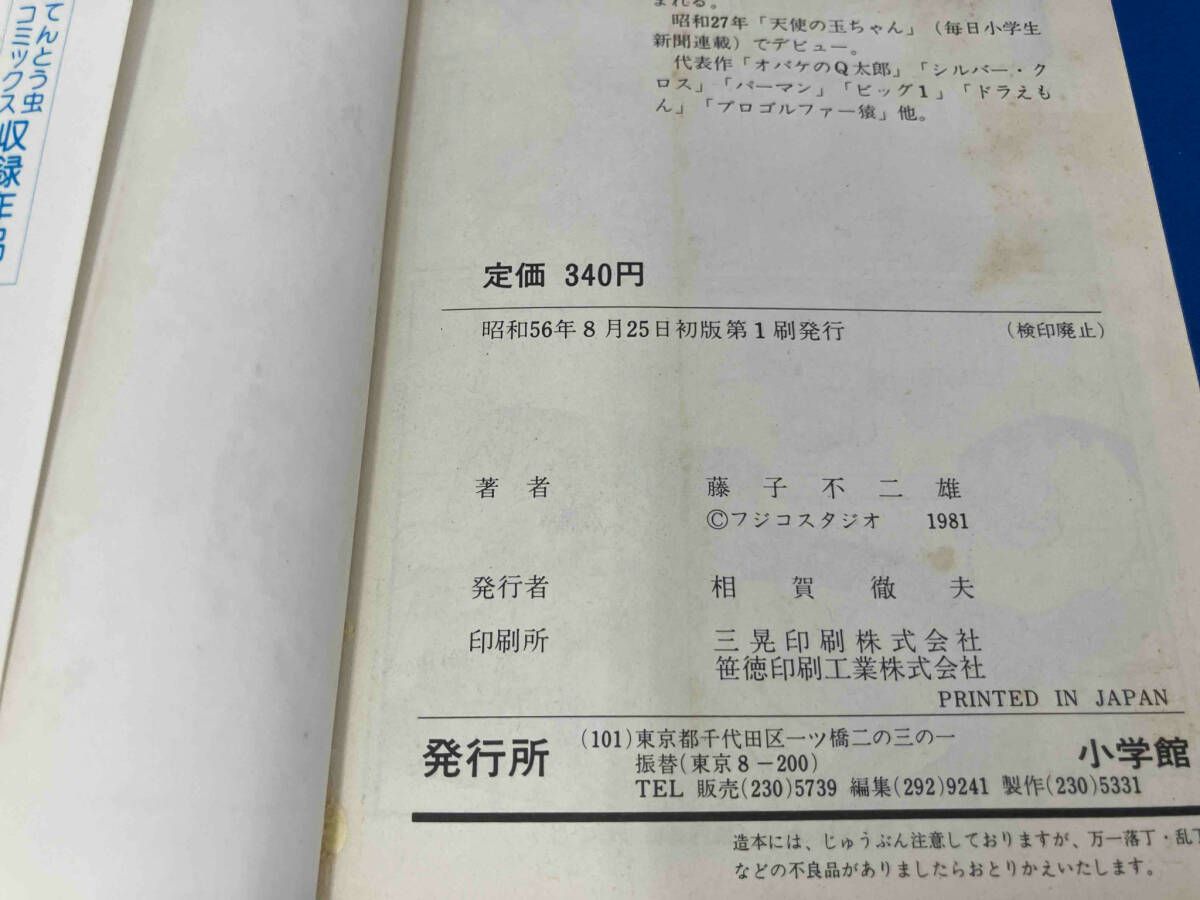 てんとう虫
コミックス
収録
まれる。
昭和27年「天使の玉ちゃん」(毎日小学生
新聞連載)でデビュー。
代表作「オバケのQ太郎」「シルバー・ク
ロス」「パーマン」「ビッグ1」「ドラえも
ん」「プロゴルファー猿」他。
定価 340円
昭和56年8月25日初版第1刷発行 (検印廃止)
著者 藤子不二雄
©フジコスタジオ 1981
発行者 相賀徹夫
印刷所 三晃印刷株式会社
笹徳印刷工業株式会社
PRINTED IN JAPAN
発行所 (101)東京都千代田区一ツ橋二の三の一 小学館
振替(東京8-200)
TEL 販売(230)5739 編集(292)9241 製作(230)5331
造本には、じゅうぶん注意しておりますが、万一落丁・乱丁
などの不良品がありましたらおとりかえいたします。